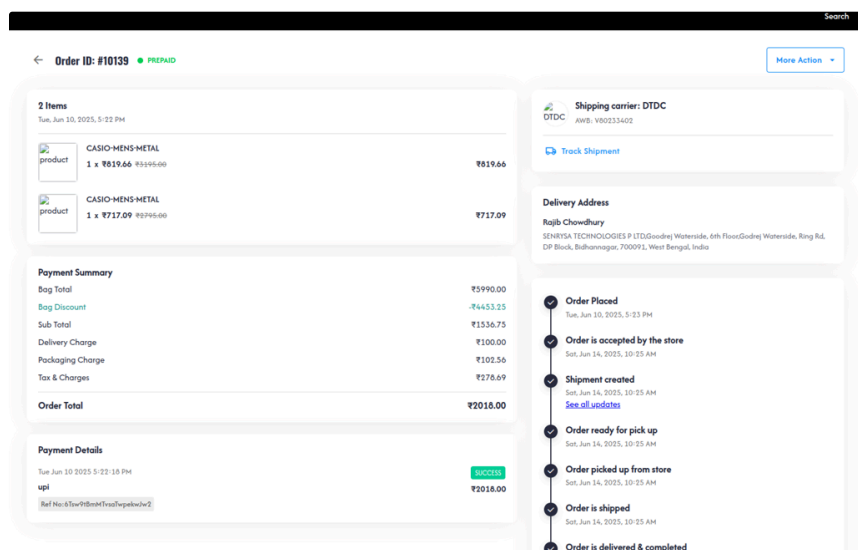 Search
Order ID: #10139 PREPAID
More Action
2 Items
Tue, Jun 10, 2025, 5:22 PM
product
CASIO-MENS-METAL
1 x ₹819.66 ₹3195.00 ₹819.66
product
CASIO-MENS-METAL
1 x ₹717.09 ₹2795.00 ₹717.09
Payment Summary
Bag Total ₹5990.00
Bag Discount -₹4453.25
Sub Total ₹1536.75
Delivery Charge ₹100.00
Packaging Charge ₹102.56
Tax & Charges ₹278.69
Order Total ₹2018.00
Payment Details
Tue Jun 10 2025 5:22:18 PM SUCCESS
upi ₹2018.00
DTDC
Shipping carrier: DTDC
AWB: V80233402
Track Shipment
Delivery Address
Rajib Chowdhury
SENRYSA TECHNOLOGIES P LTD,Goodrej Waterside, 6th Floor,Godrej Waterside, Ring Rd,
DP Block, Bidhannagar, 700091, West Bengal, India
Order Placed
Tue, Jun 10, 2025, 5:23 PM
Order is accepted by the store
Sat, Jun 14, 2025, 10:25 AM
Shipment created
Sat, Jun 14, 2025, 10:25 AM
See all updates
Order ready for pick up
Sat, Jun 14, 2025, 10:25 AM
Order picked up from store
Sat, Jun 14, 2025, 10:25 AM
Order is shipped
Sat, Jun 14, 2025, 10:25 AM
Order is delivered & completed